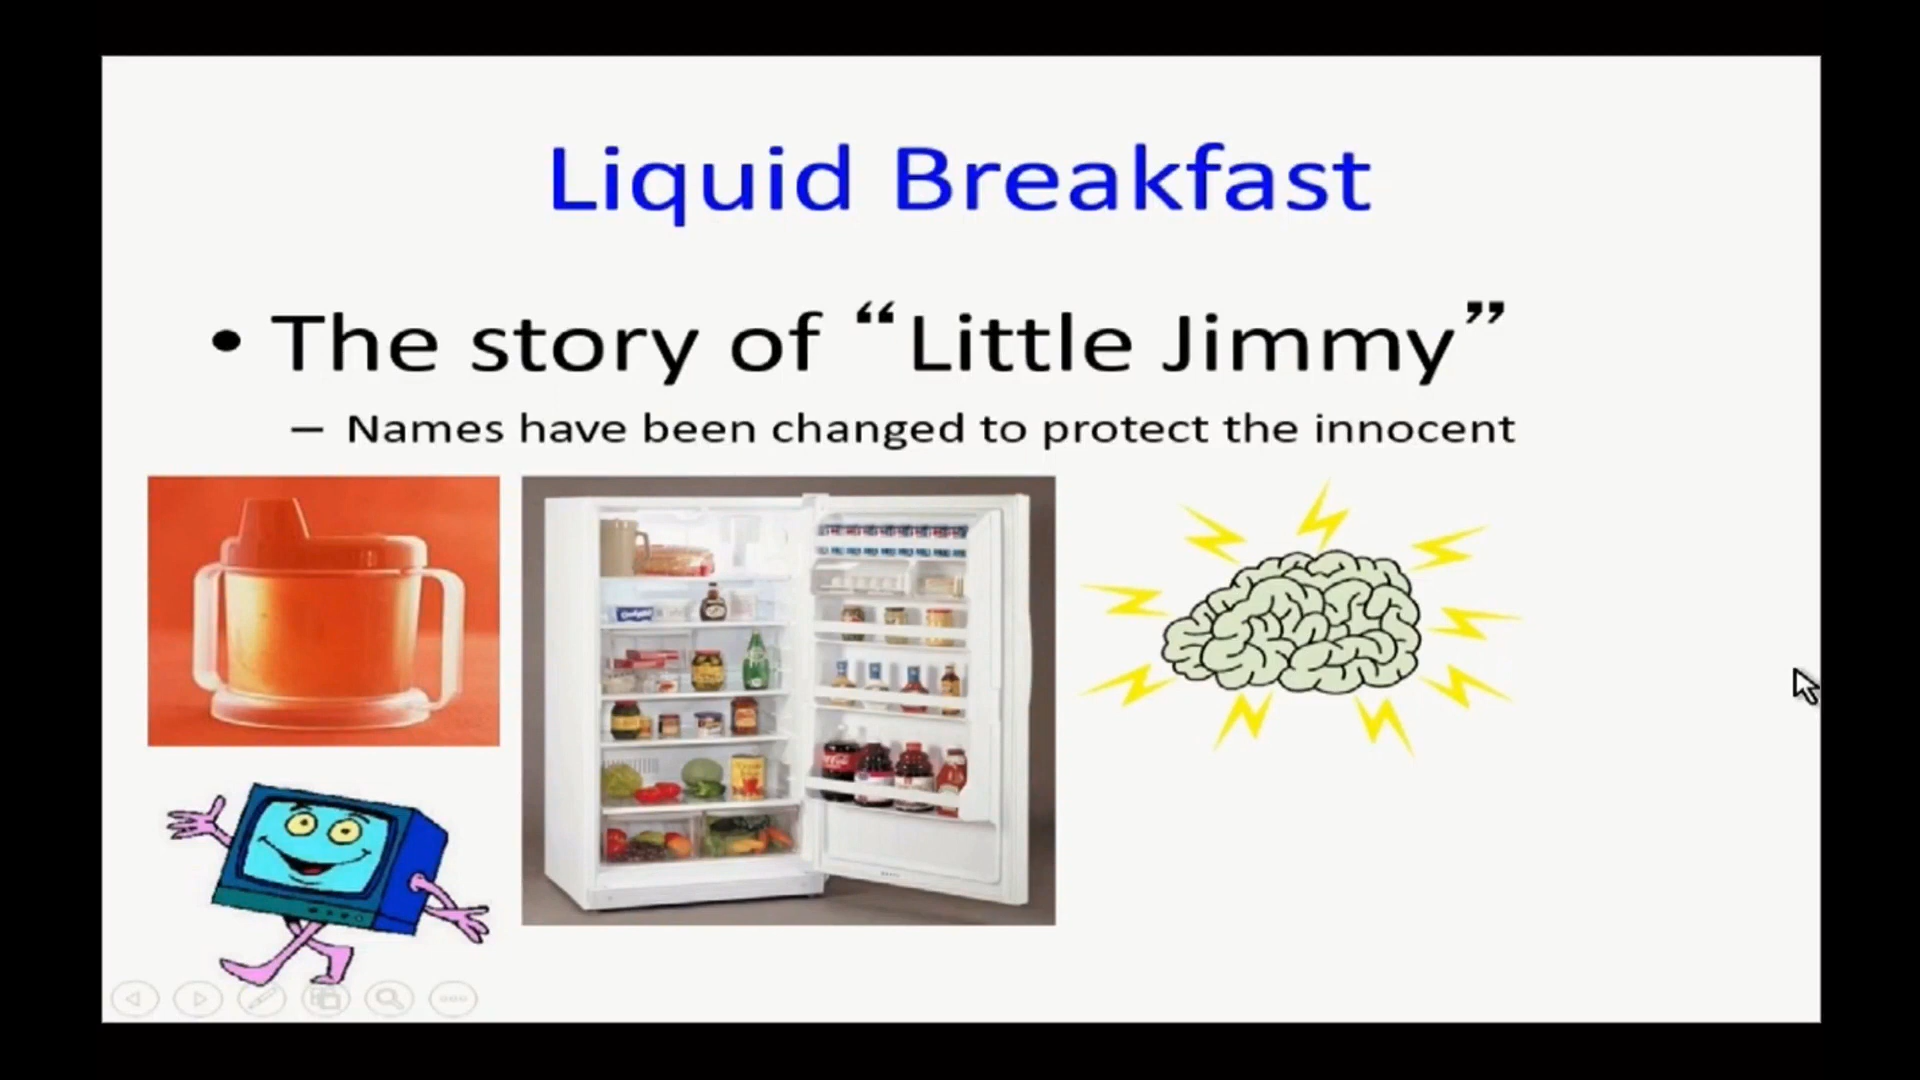 Liquid Breakfast
• The story of “Little Jimmy”
– Names have been changed to protect the innocent